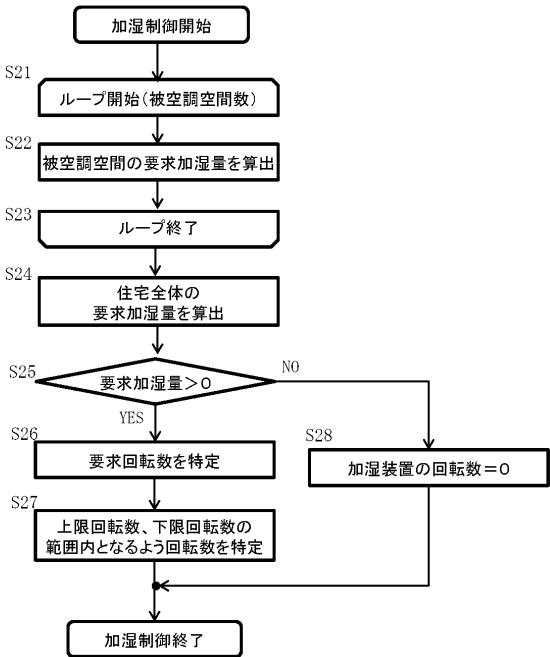 加湿制御開始
S21
ループ開始(被空調空間数)
S22
被空調空間の要求加湿量を算出
S23
ループ終了
S24
住宅全体の
要求加湿量を算出
S25
要求加湿量>0
NO
YES
S26
要求回転数を特定
S28
加湿装置の回転数=0
S27
上限回転数、下限回転数の
範囲内となるよう回転数を特定
加湿制御終了